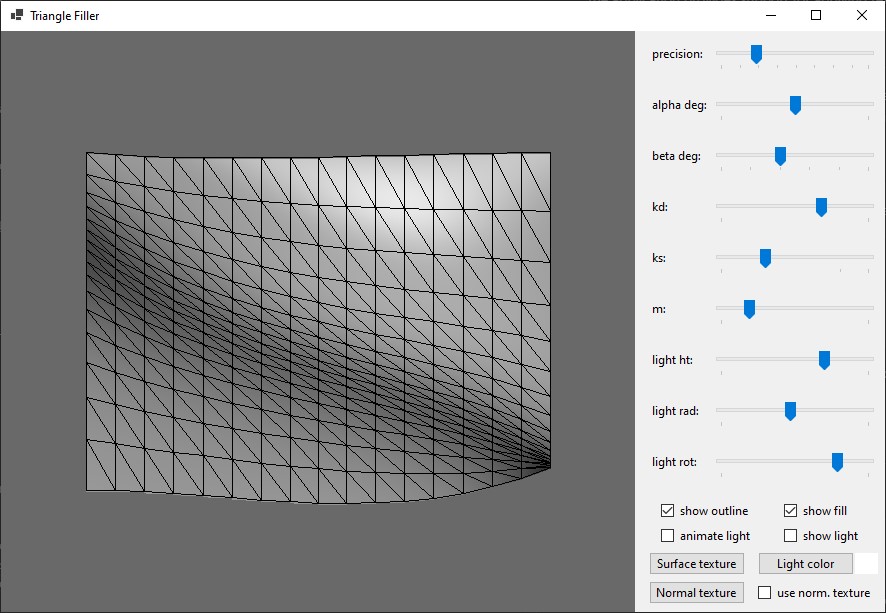 Triangle Filler
precision:
alpha deg:
beta deg:
kd:
ks:
m:
light ht:
light rad:
light rot:
show outline show fill
animate light show light
Surface texture Light color
Normal texture use norm. texture